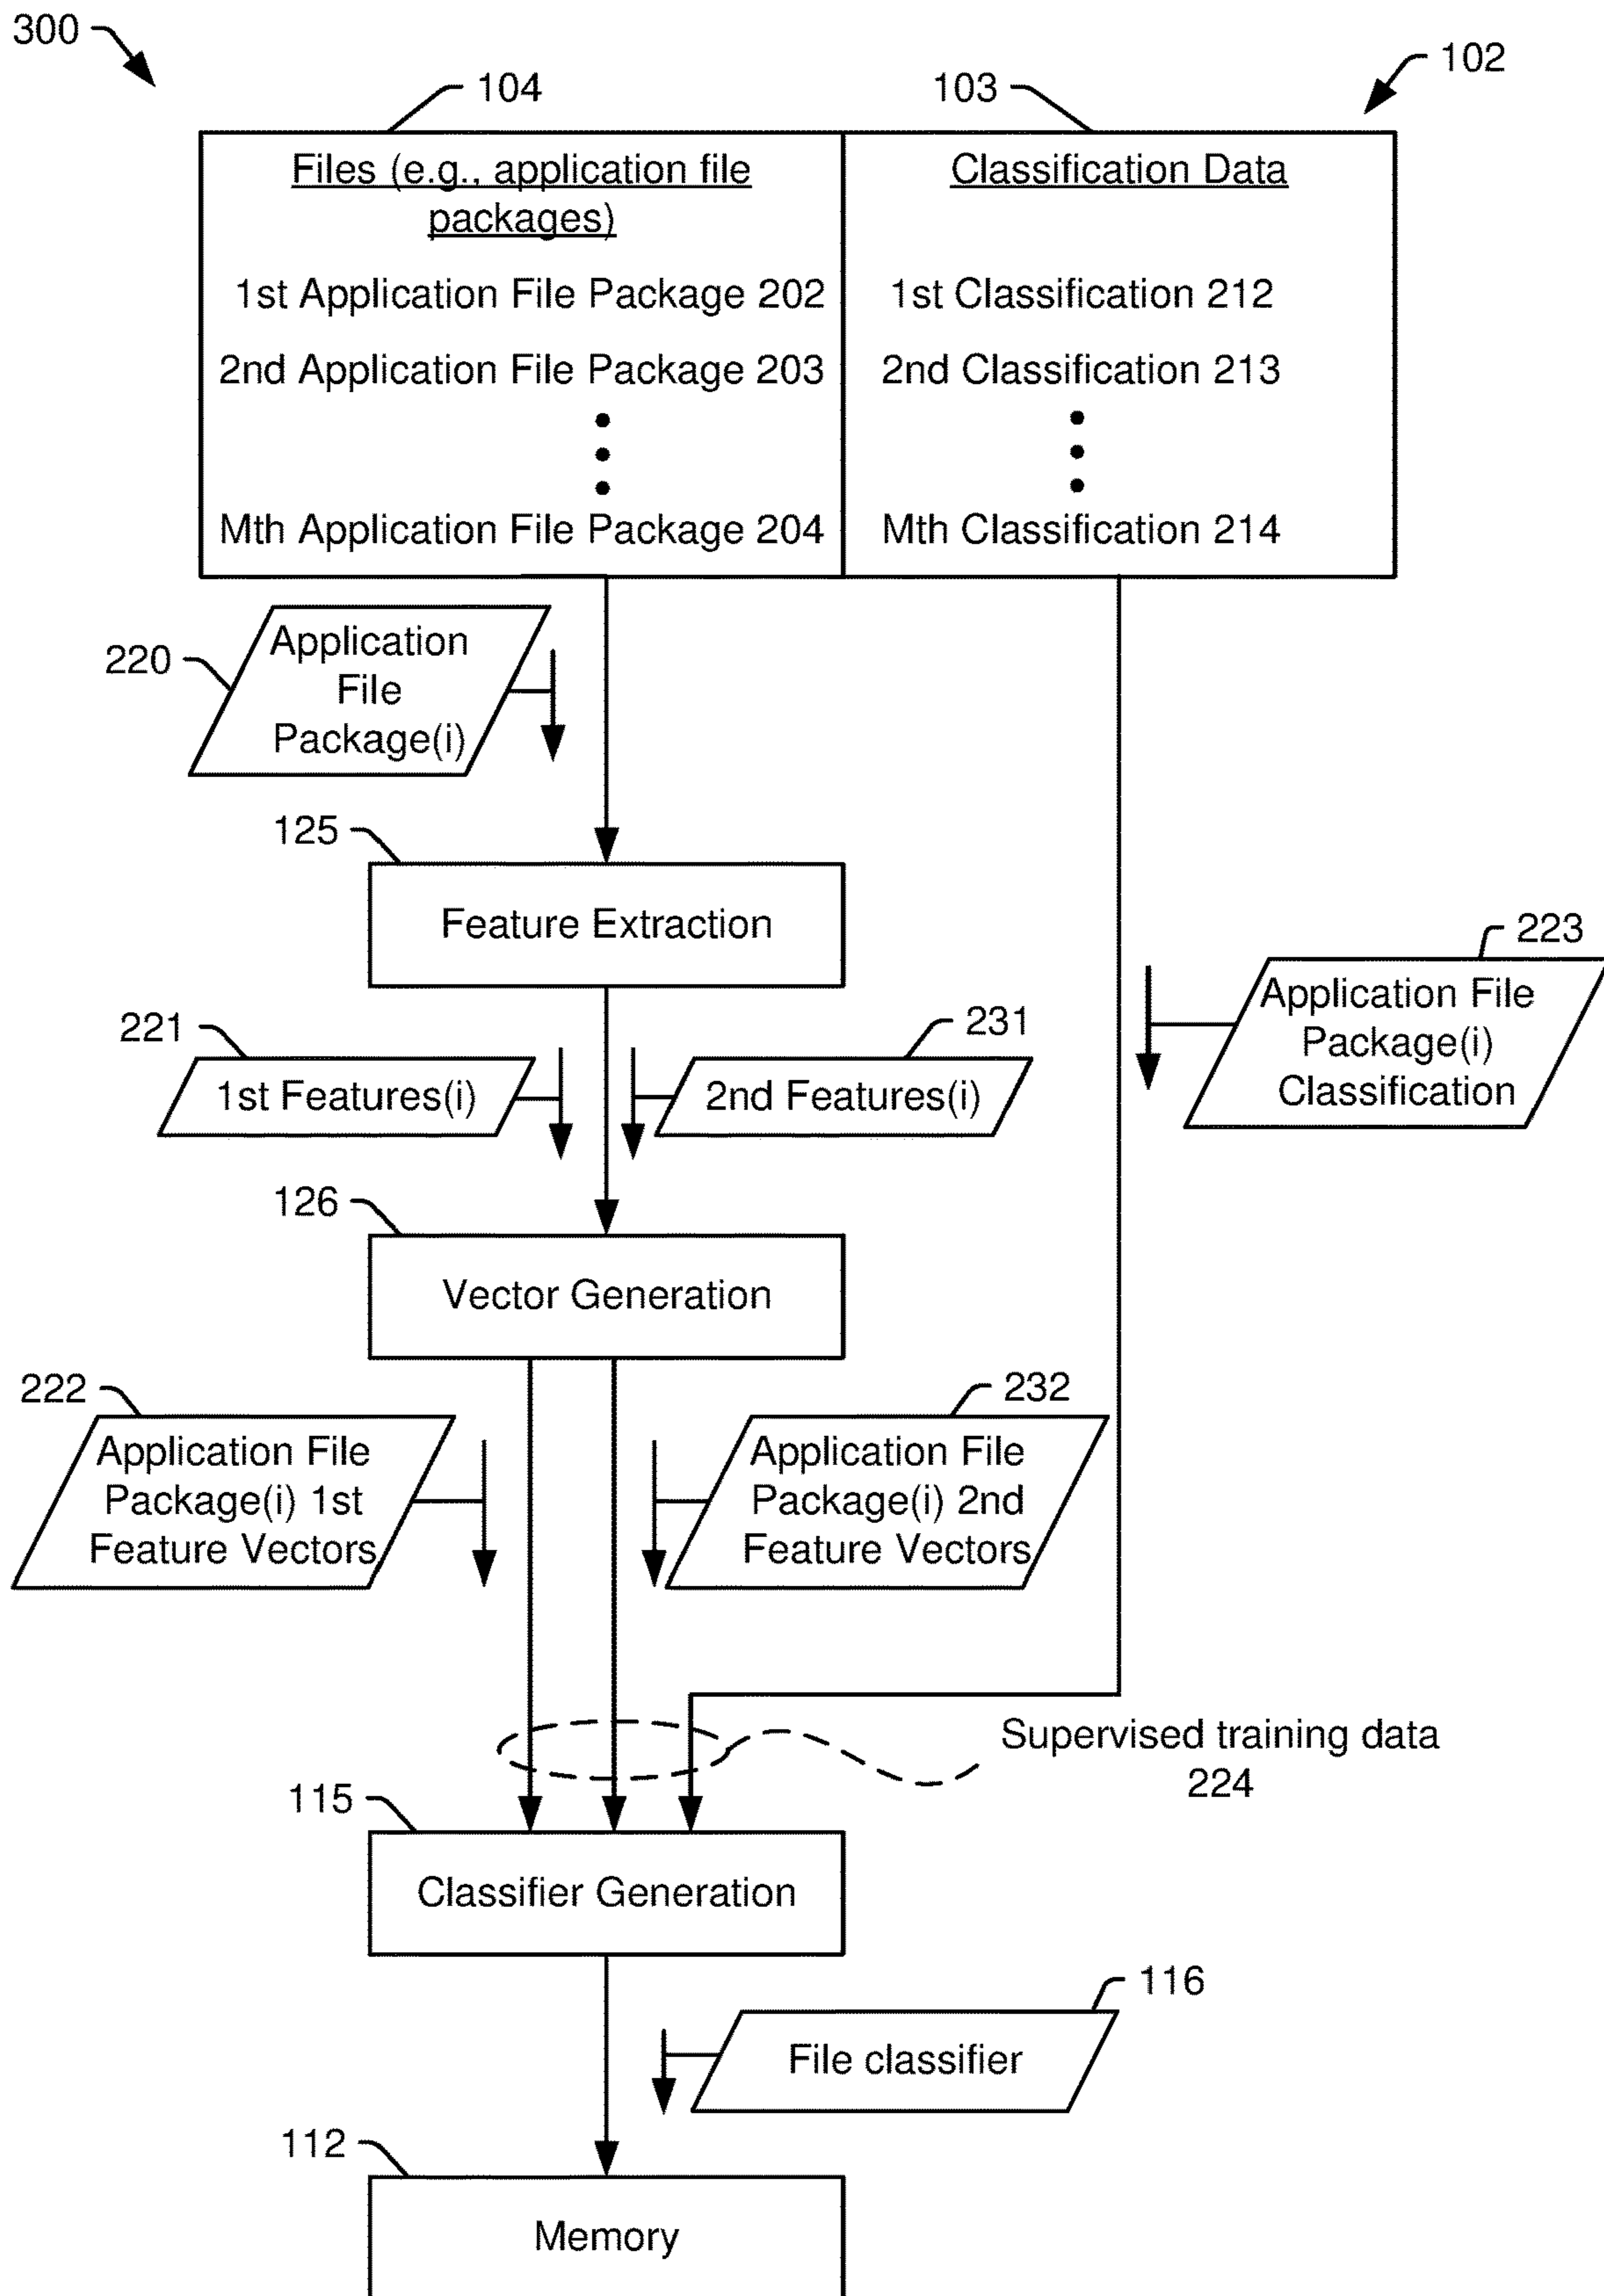 300
102
104
103
Files (e.g., application file
packages)
Classification Data
1st Application File Package 202
1st Classification 212
2nd Application File Package 203
2nd Classification 213
Mth Application File Package 204
Mth Classification 214
220
Application
File
Package(i)
125
Feature Extraction
223
Application File
Package(i)
Classification
221
1st Features(i)
231
2nd Features(i)
126
Vector Generation
222
Application File
Package(i) 1st
Feature Vectors
232
Application File
Package(i) 2nd
Feature Vectors
Supervised training data
224
115
Classifier Generation
116
File classifier
112
Memory